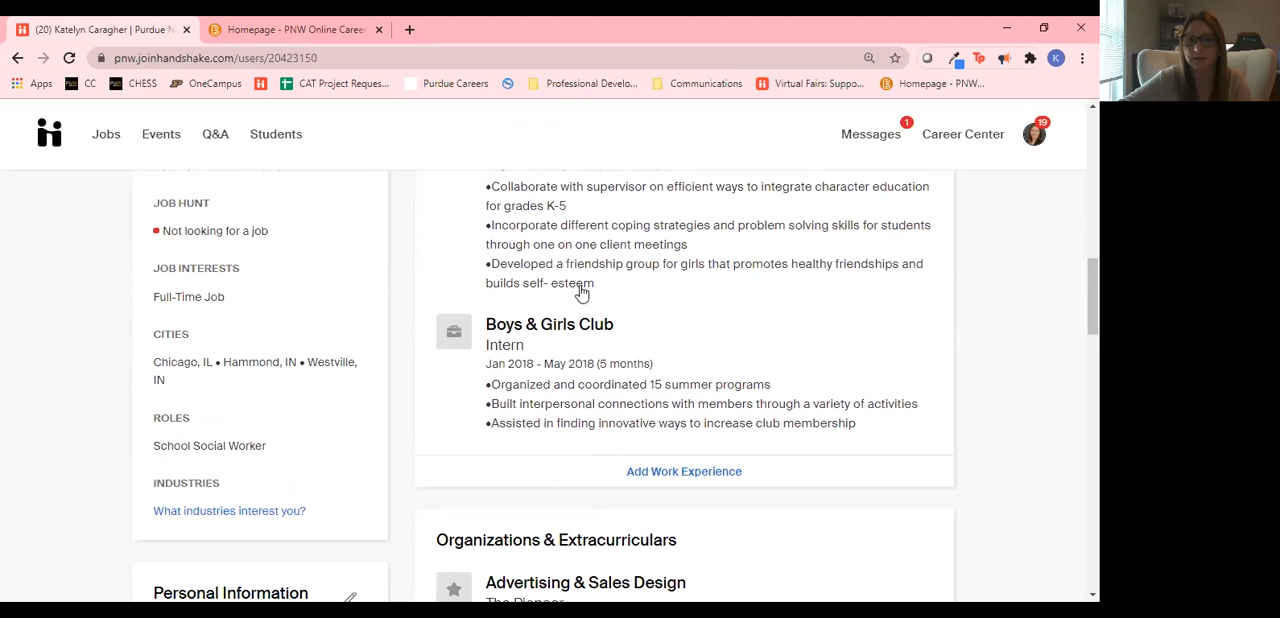 (20) Katelyn Caragher | Purdue N
Homepage - PNW Online Career
pnw.joinhandshake.com/users/20423150
K
Apps
CC
CHESS
OneCampus
CAT Project Reques...
Purdue Careers
Professional Develo...
Communications
Virtual Fairs: Suppo...
Homepage - PNW...
Jobs
Events
Q&A
Students
Messages
1
Career Center
19
JOB HUNT
Not looking for a job
JOB INTERESTS
Full-Time Job
CITIES
Chicago, IL • Hammond, IN • Westville,
IN
ROLES
School Social Worker
INDUSTRIES
What industries interest you?
Personal Information
•Collaborate with supervisor on efficient ways to integrate character education
for grades K-5
•Incorporate different coping strategies and problem solving skills for students
through one on one client meetings
•Developed a friendship group for girls that promotes healthy friendships and
builds self- esteem
Boys & Girls Club
Intern
Jan 2018 - May 2018 (5 months)
•Organized and coordinated 15 summer programs
•Built interpersonal connections with members through a variety of activities
•Assisted in finding innovative ways to increase club membership
Add Work Experience
Organizations & Extracurriculars
Advertising & Sales Design
The Pioneer